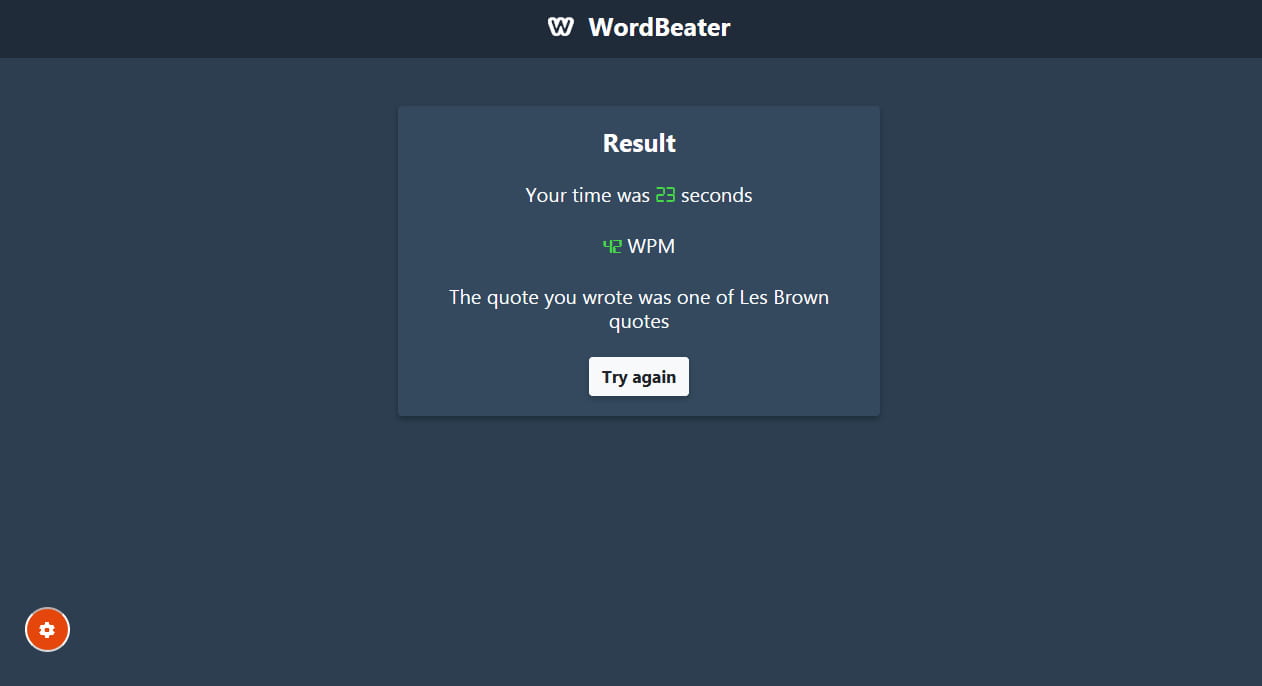 WordBeater
Result
Your time was 23 seconds
42 WPM
The quote you wrote was one of Les Brown
quotes
Try again